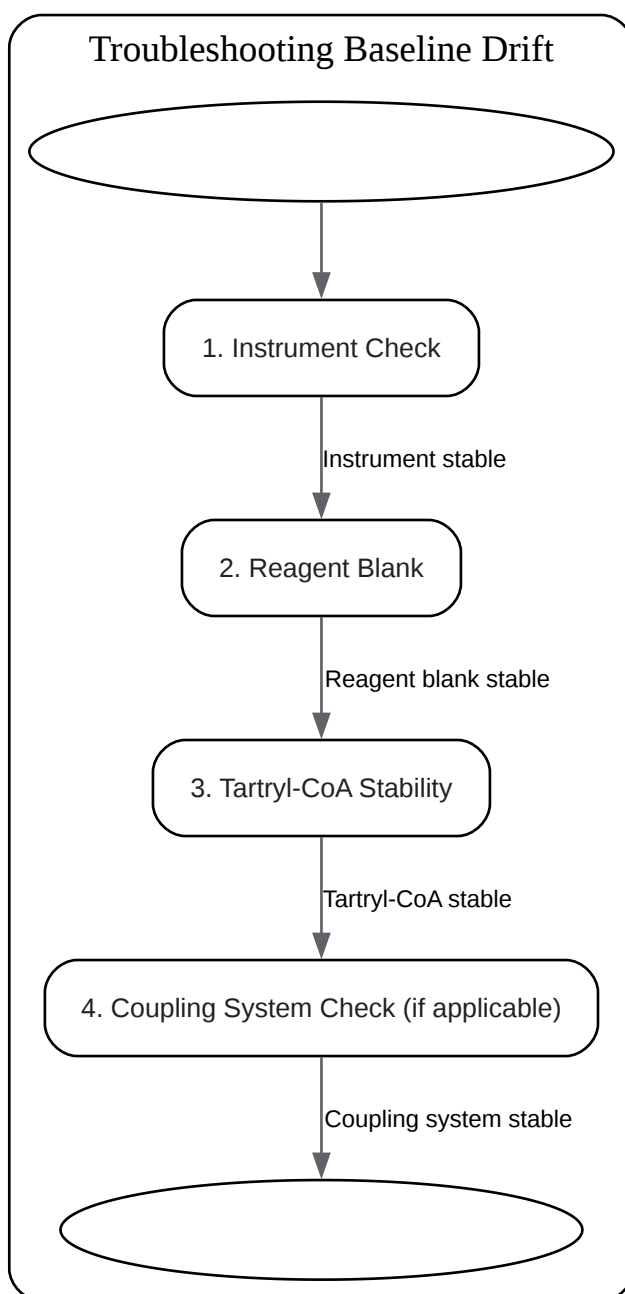 Troubleshooting Baseline Drift
1. Instrument Check
Instrument stable
2. Reagent Blank
Reagent blank stable
3. Tartryl-CoA Stability
Tartryl-CoA stable
4. Coupling System Check (if applicable)
Coupling system stable